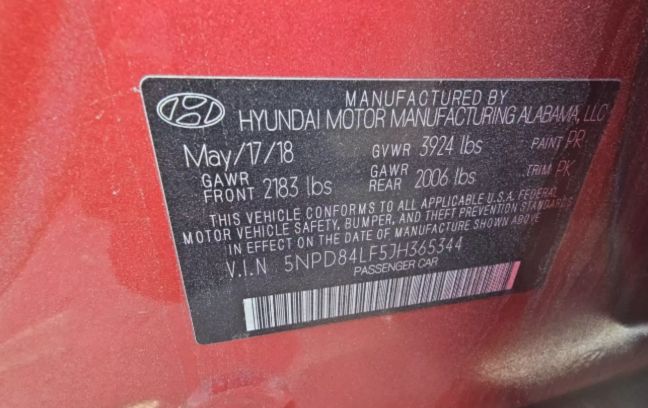 MANUFACTURED BY
HYUNDAI MOTOR MANUFACTURING ALABAMA, LLC
May/17/18 GVWR 3924 lbs PAINT PR
GAWR FRONT 2183 lbs GAWR REAR 2006 lbs TRIM PK
THIS VEHICLE CONFORMS TO ALL APPLICABLE U.S.A. FEDERAL
MOTOR VEHICLE SAFETY, BUMPER, AND THEFT PREVENTION STANDARDS
IN EFFECT ON THE DATE OF MANUFACTURE SHOWN ABOVE
V.I.N 5NPD84LF5JH365344
PASSENGER CAR